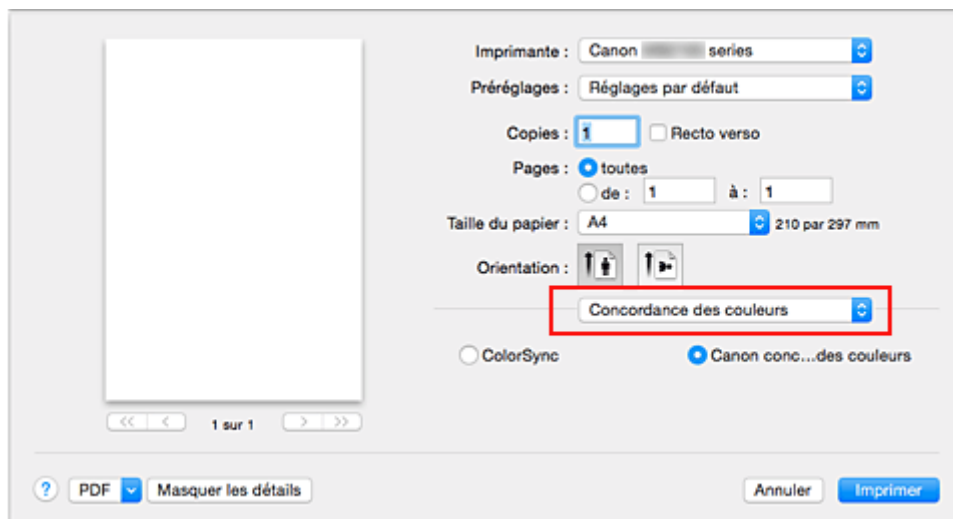 Imprimante : Canon series
Préréglages : Réglages par défaut
Copies : 1 Recto verso
Pages : toutes
de : 1 à : 1
Taille du papier : A4 210 par 297 mm
Orientation :
Concordance des couleurs
ColorSync Canon conc...des couleurs
<< < 1 sur 1 > >>
? PDF Masquer les détails Annuler Imprimer